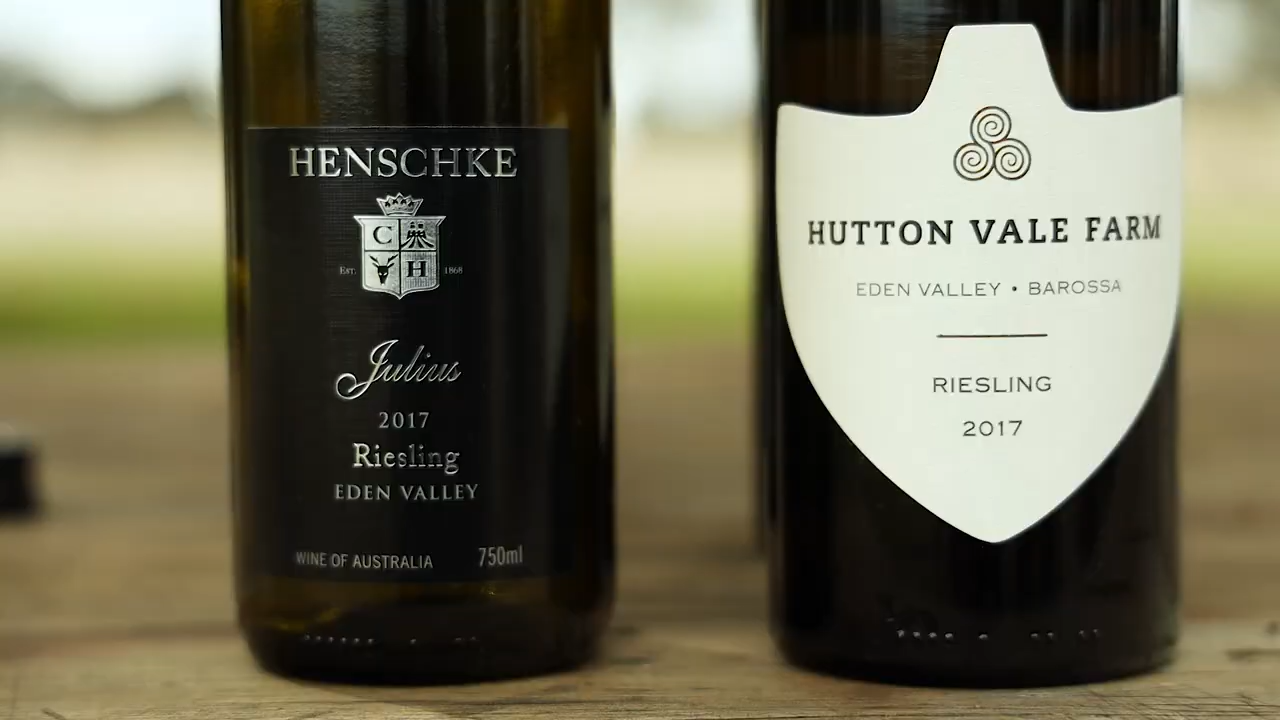 HENSCHKE
C
H
EST. 1868
Julius
2017
Riesling
EDEN VALLEY
WINE OF AUSTRALIA 750ml
HUTTON VALE FARM
EDEN VALLEY • BAROSSA
RIESLING
2017